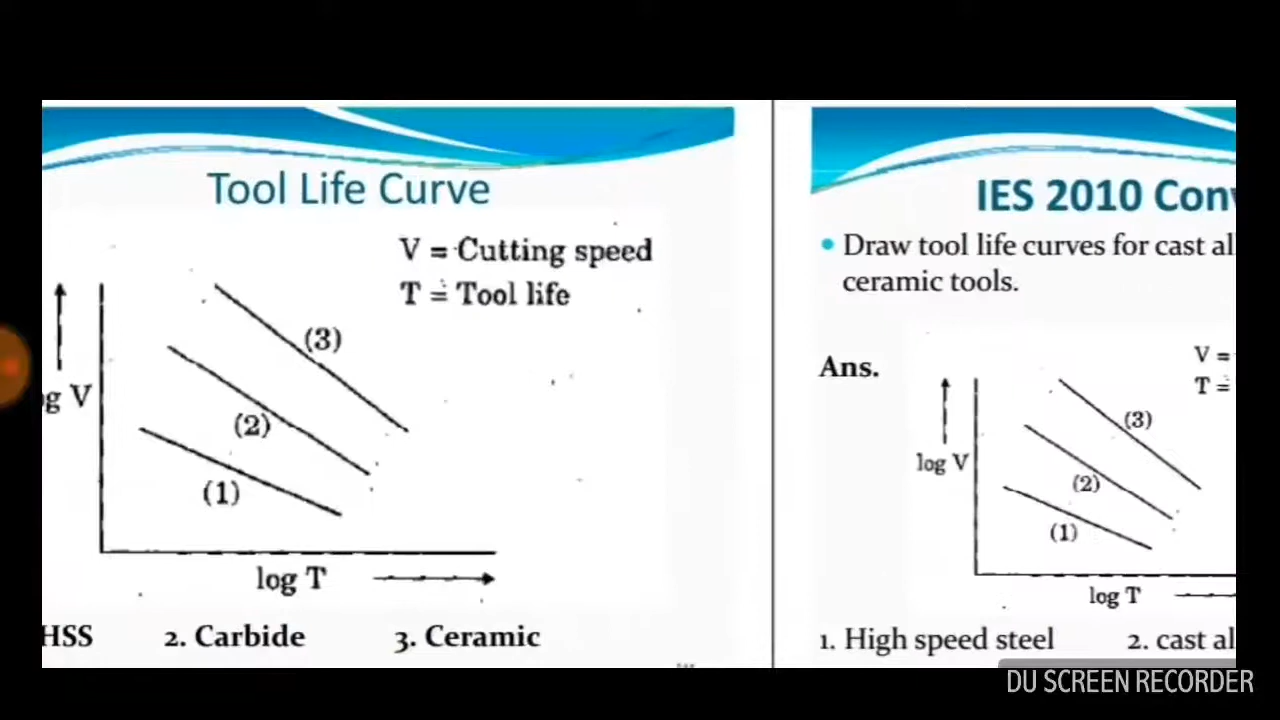 Tool Life Curve
V = Cutting speed
T = Tool life
(3)
(2)
(1)
g V
log T
HSS 2. Carbide 3. Ceramic
IES 2010 Con
• Draw tool life curves for cast al
ceramic tools.
Ans.
V =
T =
(3)
(2)
(1)
log V
log T
1. High speed steel 2. cast al
DU SCREEN RECORDER